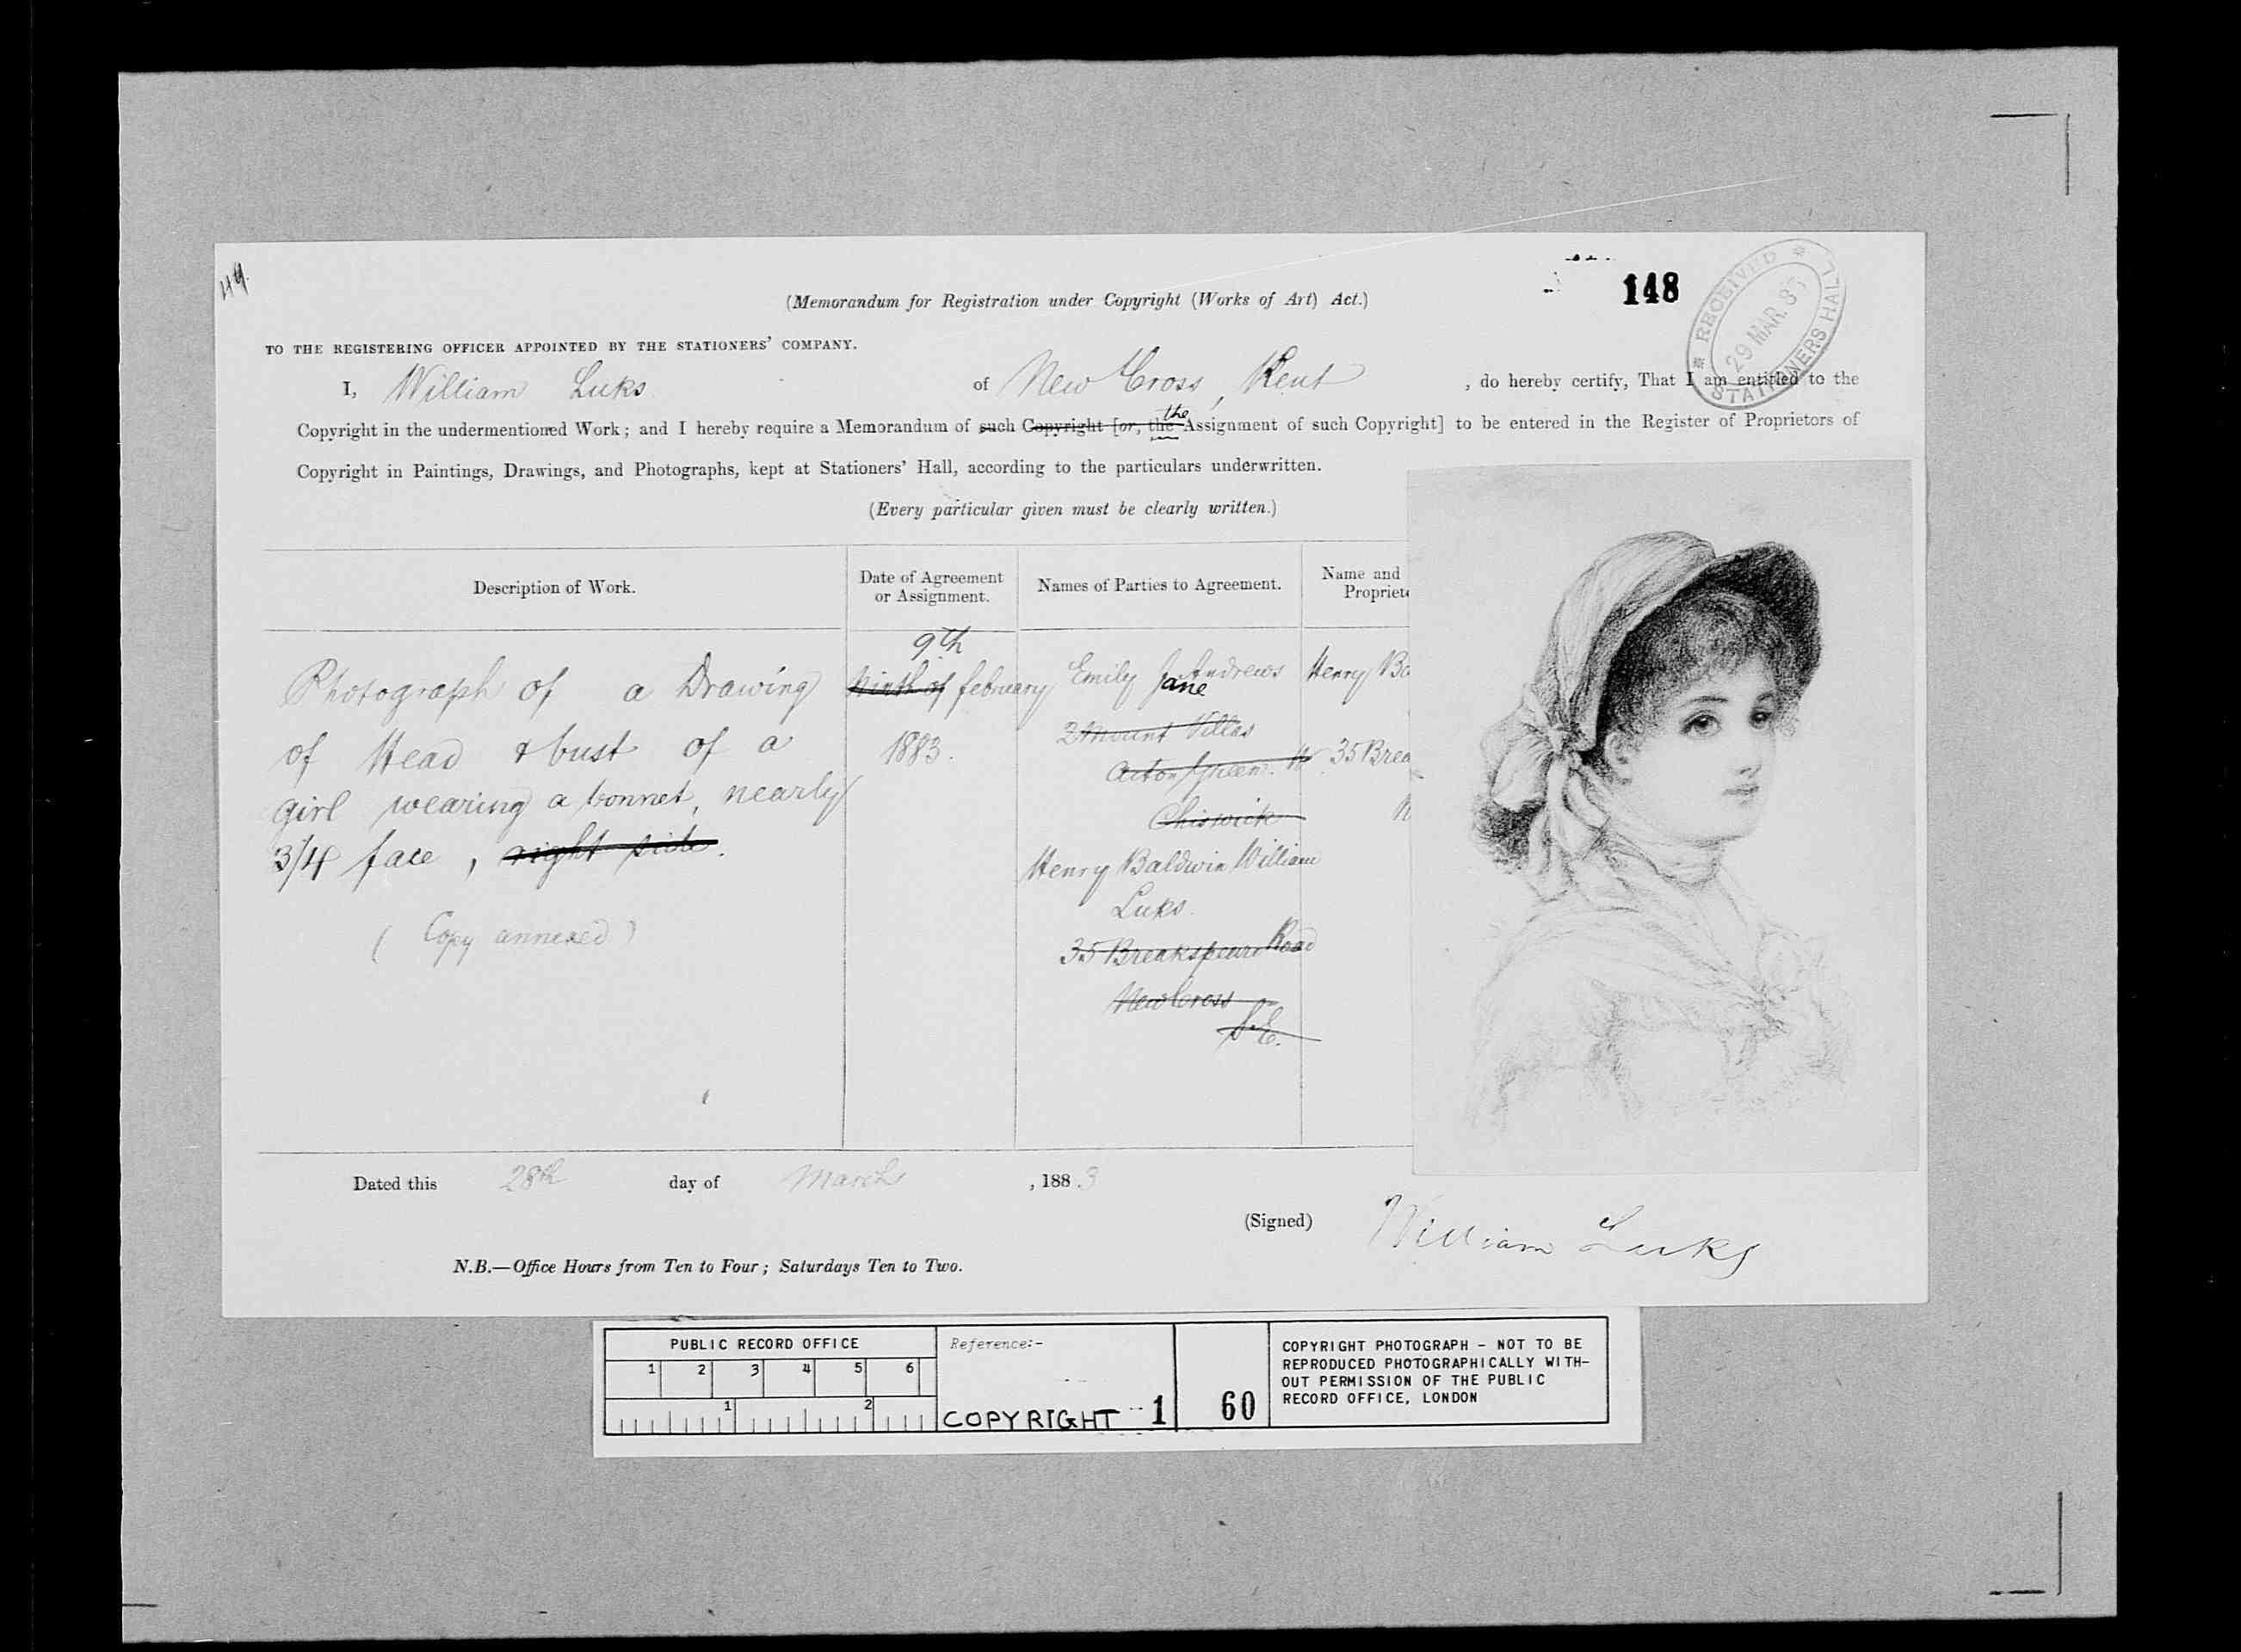 44.
(Memorandum for Registration under Copyright (Works of Art) Act.)
148
RECEIVED
29 MAR. 83
STATIONERS HALL
TO THE REGISTERING OFFICER APPOINTED BY THE STATIONERS' COMPANY.
I, William Luks of New Cross, Kent, do hereby certify, That I am entitled to the
Copyright in the undermentioned Work; and I hereby require a Memorandum of such Copyright [or, the the Assignment of such Copyright] to be entered in the Register of Proprietors of
Copyright in Paintings, Drawings, and Photographs, kept at Stationers' Hall, according to the particulars underwritten.
(Every particular given must be clearly written.)
Description of Work.
Photograph of a Drawing
of Head & bust of a
girl wearing a bonnet, nearly
3/4 face, right side.
(Copy annexed)
Date of Agreement
or Assignment.
9th
Ninth of february
1883.
Names of Parties to Agreement.
Emily Jane Andrews
2 Mount Villas
Acton Green. W
Chiswick
Henry Baldwin William
Luks.
35 Breakspeare Road
New Cross
S.E.
Name and
Propriet
Henry Ba
35 Brea
N
Dated this 28th day of March, 1883
(Signed) William Luks
N.B.—Office Hours from Ten to Four; Saturdays Ten to Two.
PUBLIC RECORD OFFICE
1 2 3 4 5 6
1 2
Reference:-
COPYRIGHT 1
60
COPYRIGHT PHOTOGRAPH - NOT TO BE
REPRODUCED PHOTOGRAPHICALLY WITH-
OUT PERMISSION OF THE PUBLIC
RECORD OFFICE, LONDON